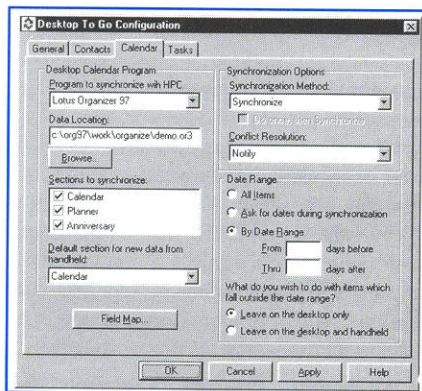 Desktop To Go Configuration
General Contacts Calendar Tasks
Desktop Calendar Program
Program to synchronize wih HPC
Lotus Organizer 97
Data Location:
c:\org97\work\organize\demo.or3
Browse...
Sections to synchronize:
Calendar
Planner
Anniversary
Default section for new data from
handheld:
Calendar
Field Map...
Synchronization Options
Synchronization Method:
Synchronize
Do once, then Synchronize
Conflict Resolution:
Notify
Date Range
All Items
Ask for dates during synchronization
By Date Range
From days before
Thru days after
What do you wish to do with items which
fall outside the date range?
Leave on the desktop only
Leave on the desktop and handheld
OK Cancel Apply Help